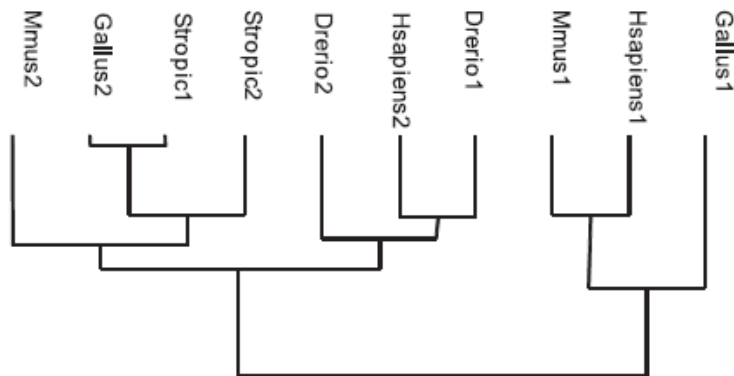 Mmus2
Gallus2
Stropic1
Stropic2
Drerio2
Hsapiens2
Drerio1
Mmus1
Hsapiens1
Gallus1